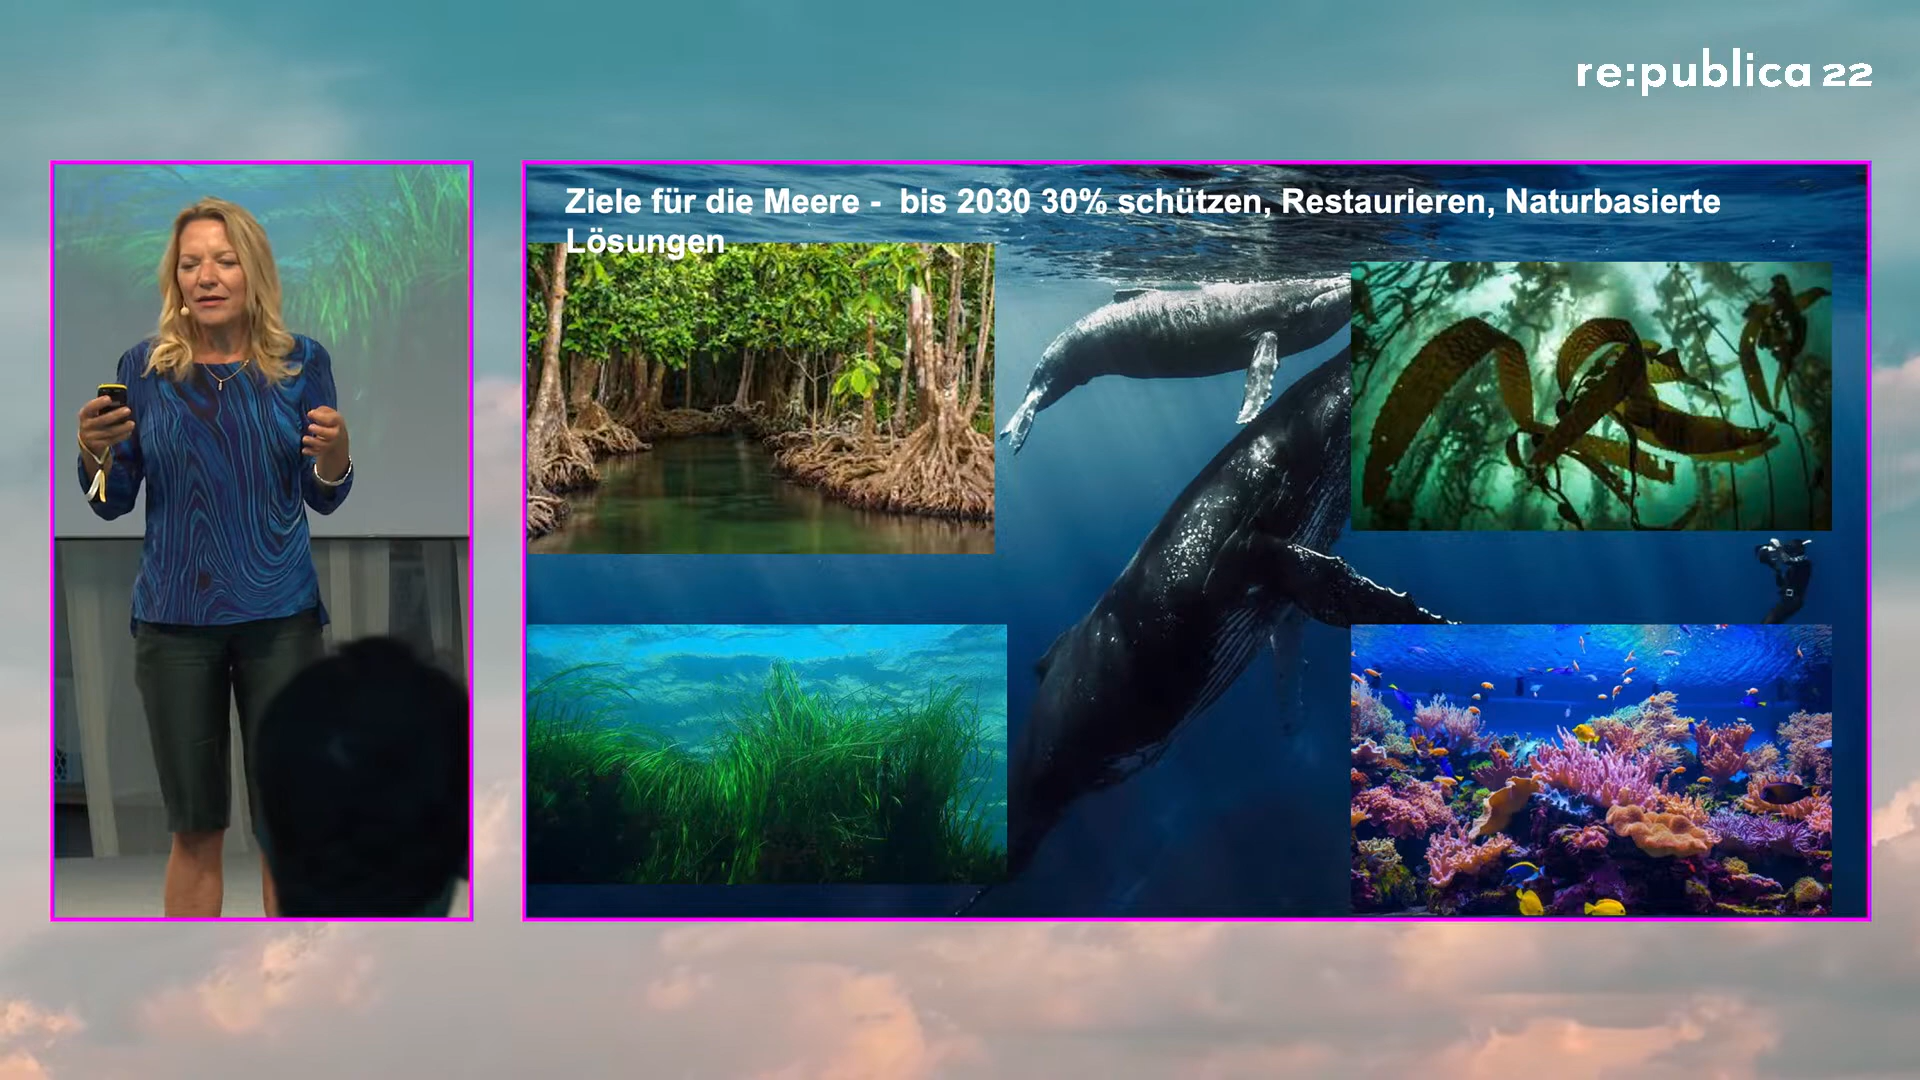 re:publica 22
Ziele für die Meere - bis 2030 30% schützen, Restaurieren, Naturbasierte
Lösungen